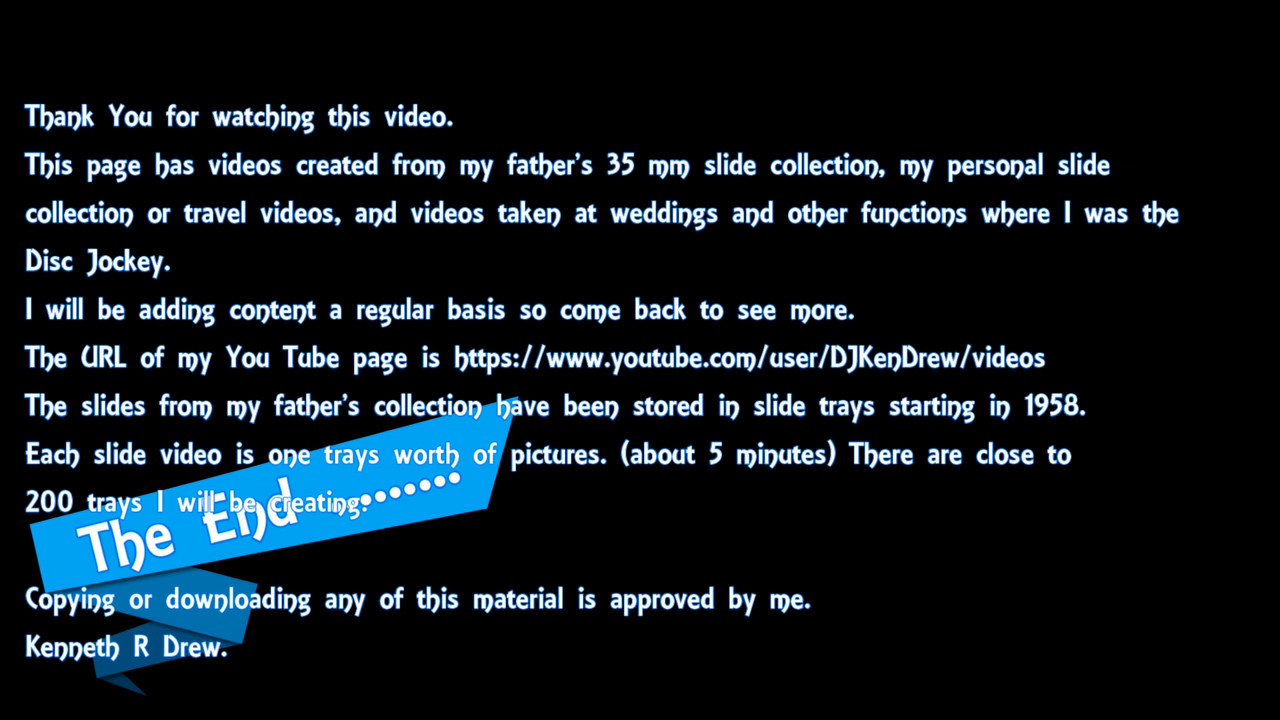 Thank You for watching this video.
This page has videos created from my father's 35 mm slide collection, my personal slide
collection or travel videos, and videos taken at weddings and other functions where I was the
Disc Jockey.
I will be adding content a regular basis so come back to see more.
The URL of my You Tube page is https://www.youtube.com/user/DJKenDrew/videos
The slides from my father's collection have been stored in slide trays starting in 1958.
Each slide video is one trays worth of pictures. (about 5 minutes) There are close to
200 trays I will be creating.
The End ........
Copying or downloading any of this material is approved by me.
Kenneth R Drew.